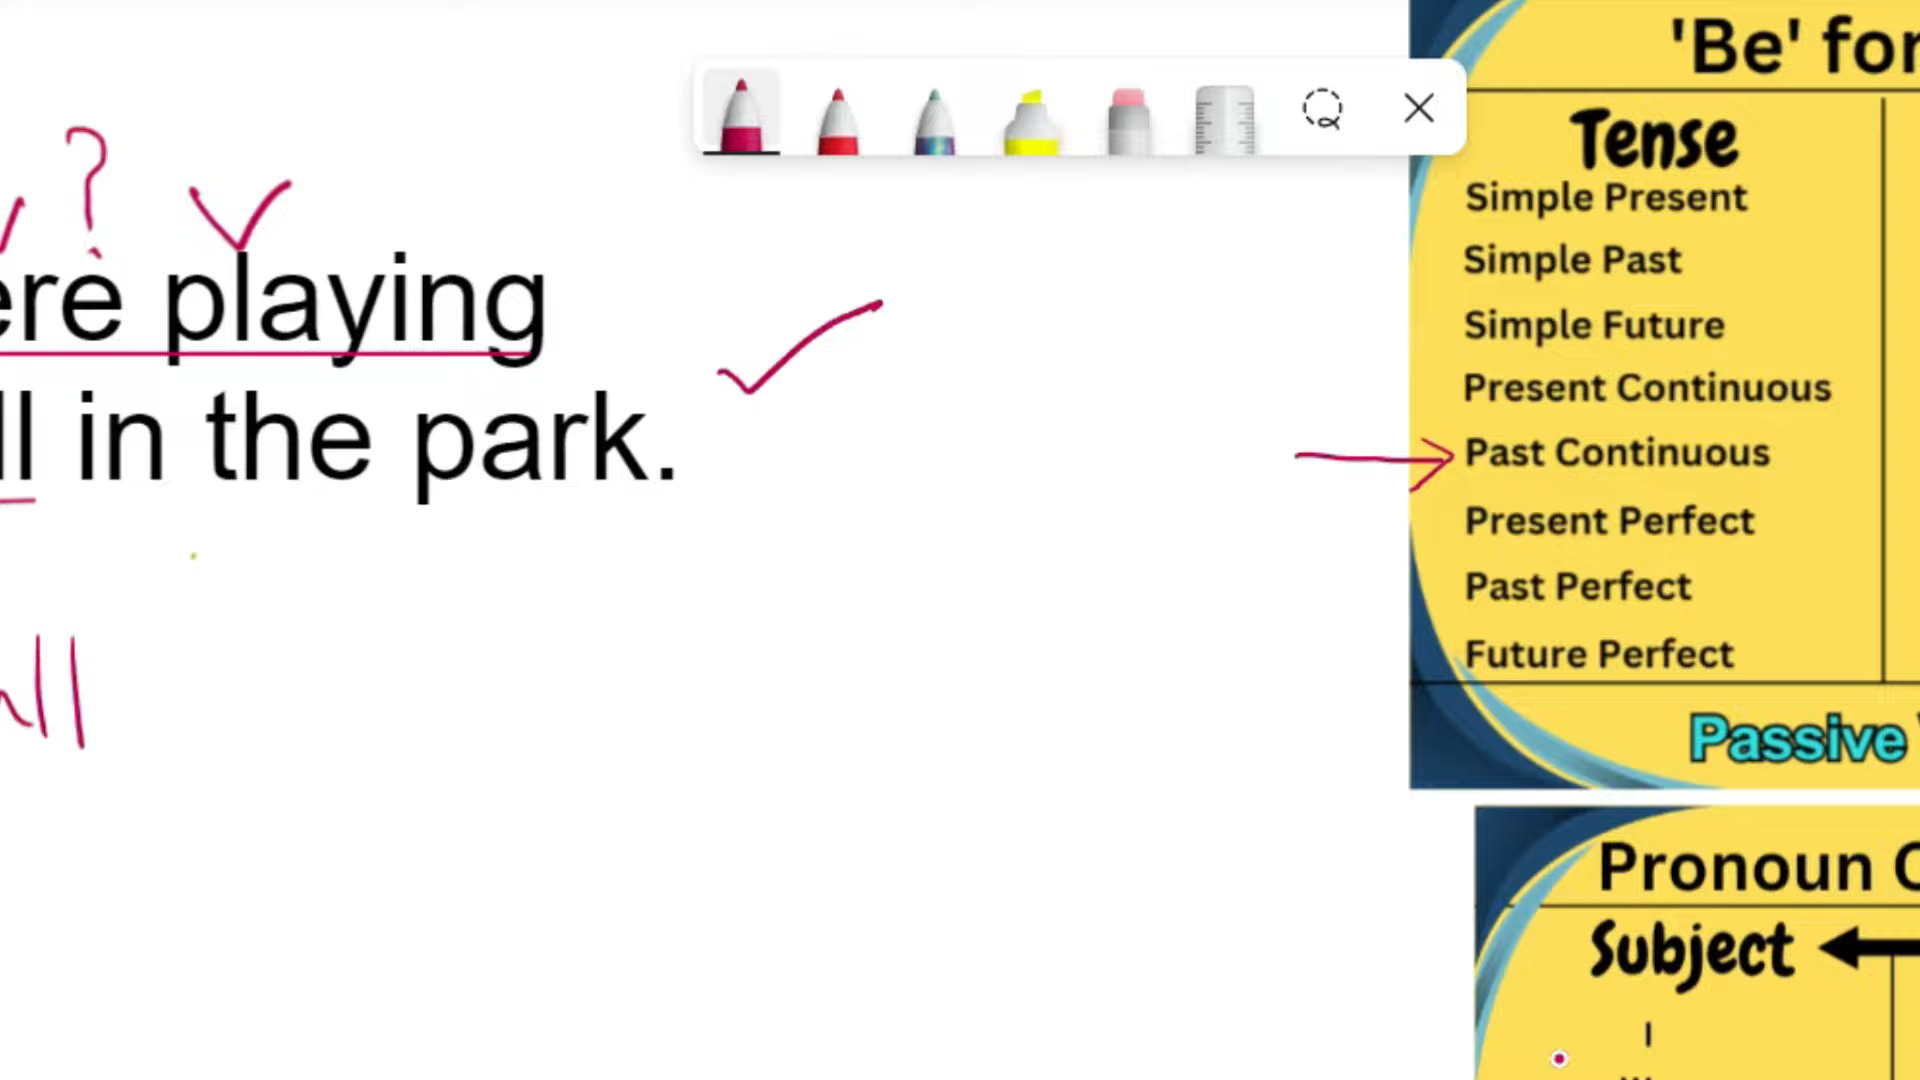 ?
ere playing
ll in the park.
all
'Be' for
Tense
Simple Present
Simple Past
Simple Future
Present Continuous
Past Continuous
Present Perfect
Past Perfect
Future Perfect
Passive
Pronoun C
Subject
I